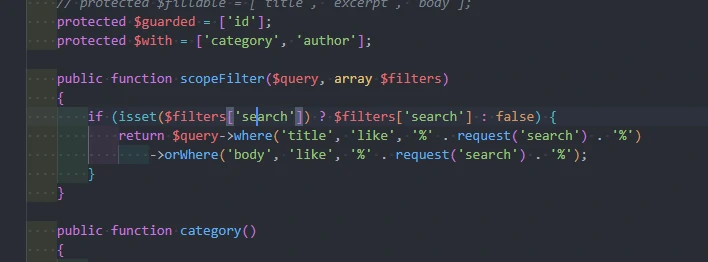 // protected $fillable = ['title', 'excerpt', 'body'];
protected $guarded = ['id'];
protected $with = ['category', 'author'];
public function scopeFilter($query, array $filters)
{
if (isset($filters['search']) ? $filters['search'] : false) {
return $query->where('title', 'like', '%' . request('search') . '%')
->orWhere('body', 'like', '%' . request('search') . '%');
}
}
public function category()
{